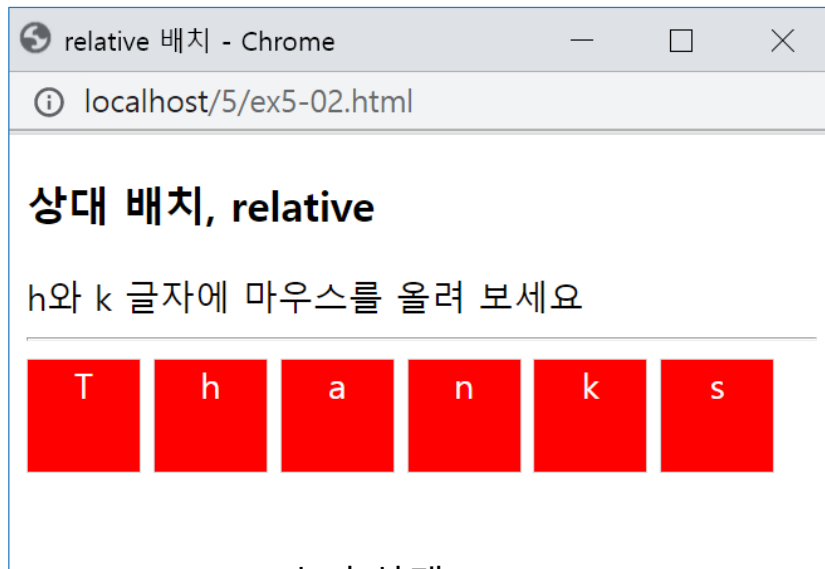 relative 배치 - Chrome
localhost/5/ex5-02.html
상대 배치, relative
h와 k 글자에 마우스를 올려 보세요
T h a n k s